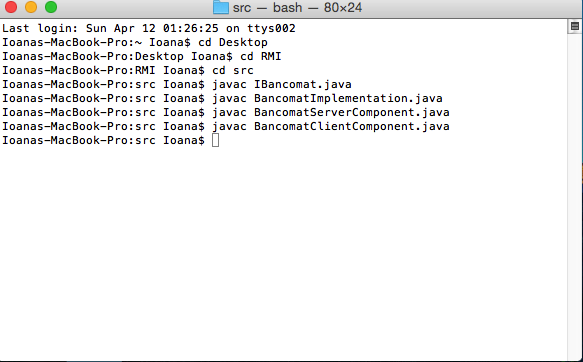 src — bash — 80×24
Last login: Sun Apr 12 01:26:25 on ttys002
Ioanas-MacBook-Pro:~ Ioana$ cd Desktop
Ioanas-MacBook-Pro:Desktop Ioana$ cd RMI
Ioanas-MacBook-Pro:RMI Ioana$ cd src
Ioanas-MacBook-Pro:src Ioana$ javac IBancomat.java
Ioanas-MacBook-Pro:src Ioana$ javac BancomatImplementation.java
Ioanas-MacBook-Pro:src Ioana$ javac BancomatServerComponent.java
Ioanas-MacBook-Pro:src Ioana$ javac BancomatClientComponent.java
Ioanas-MacBook-Pro:src Ioana$